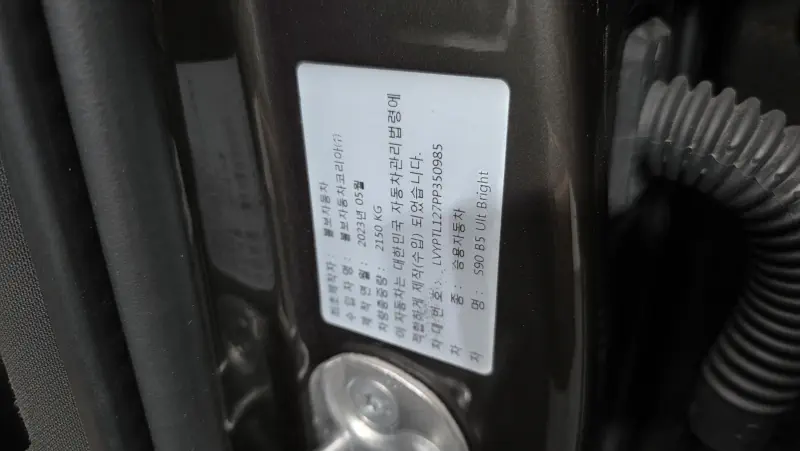 최초제작자 : 볼보자동차
수 입 자 명 : 볼보자동차코리아(주)
제 작 연 월 : 2023년 05월
차량총중량 : 2150 KG
이 자동차는 대한민국 자동차관리법령에
적합하게 제작(수입) 되었습니다.
차 대 번 호 : LVYPTL127PP350985
차 종 : 승용자동차
차 명 : S90 B5 Ult Bright